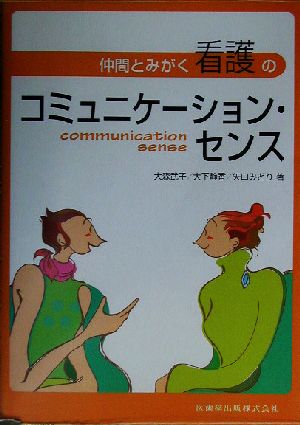 仲間とみがく看護の
コミュニケーション・
communication
センス
sense
大森武子/大下静香/矢口みどり 著
医歯薬出版株式会社